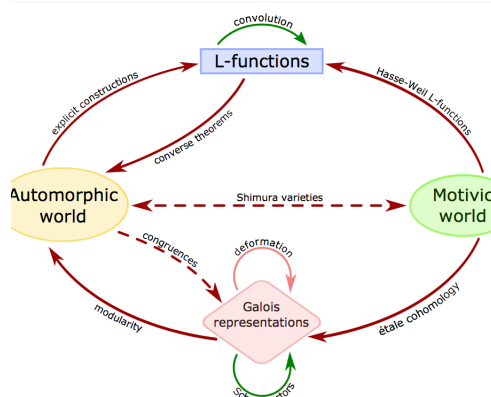 convolution
L-functions
explicit constructions
Hasse-Weil L-functions
converse theorems
Automorphic
world
Shimura varieties
Motivic
world
congruences
deformation
Galois
representations
modularity
étale cohomology